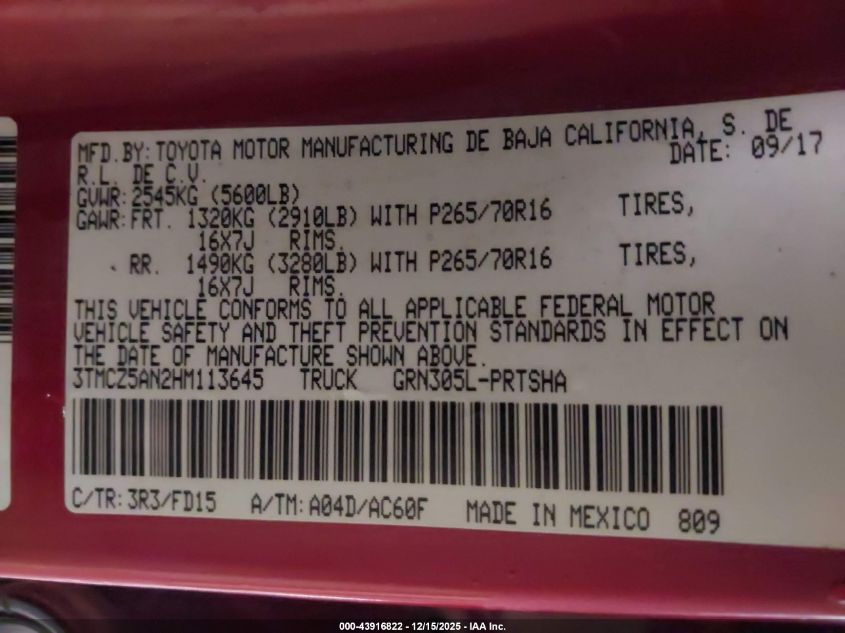 MFD. BY: TOYOTA MOTOR MANUFACTURING DE BAJA CALIFORNIA, S. DE
R.L. DE C.V. DATE: 09/17
GVWR: 2545KG (5600LB)
GAWR: FRT. 1320KG (2910LB) WITH P265/70R16 TIRES,
16X7J RIMS.
RR. 1490KG (3280LB) WITH P265/70R16 TIRES,
16X7J RIMS.
THIS VEHICLE CONFORMS TO ALL APPLICABLE FEDERAL MOTOR
VEHICLE SAFETY AND THEFT PREVENTION STANDARDS IN EFFECT ON
THE DATE OF MANUFACTURE SHOWN ABOVE.
3TMCZ5AN2HM113645 TRUCK GRN305L-PRTSHA
C/TR: 3R3/FD15 A/TM: A04D/AC60F MADE IN MEXICO 809
000-43916822 - 12/15/2025 - IAA Inc.